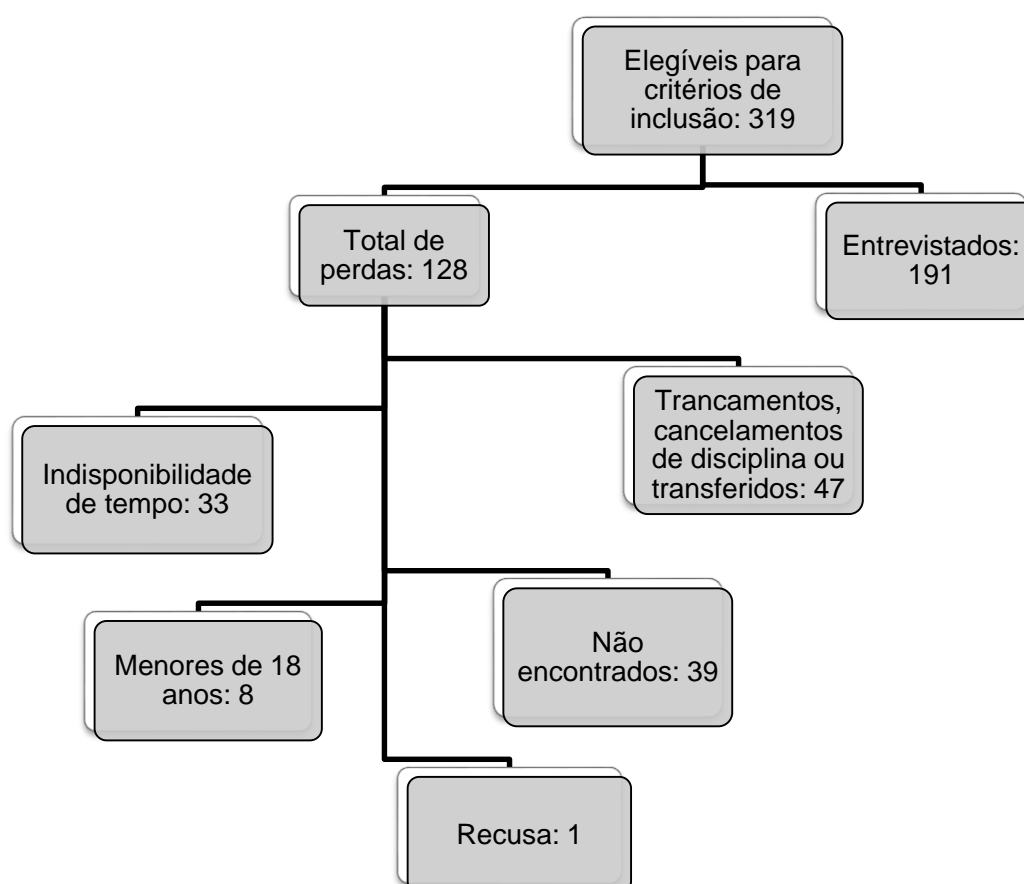 Elegíveis para
critérios de
inclusão: 319
Total de
perdas: 128
Entrevistados:
191
Trancamentos,
cancelamentos
de disciplina ou
transferidos: 47
Indisponibilidade
de tempo: 33
Não
encontrados: 39
Menores de 18
anos: 8
Recusa: 1